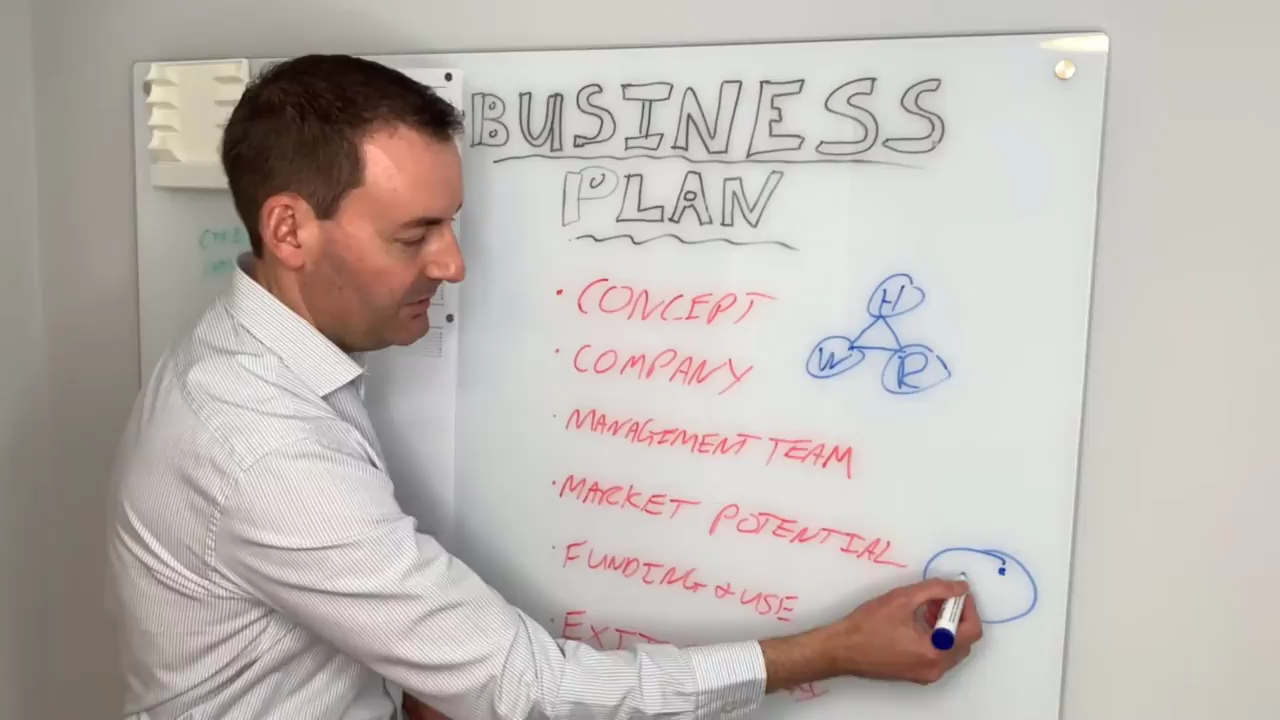 BUSINESS
PLAN
· CONCEPT
H
W
R
· COMPANY
· MANAGEMENT TEAM
· MARKET POTENTIAL
· FUNDING & USE